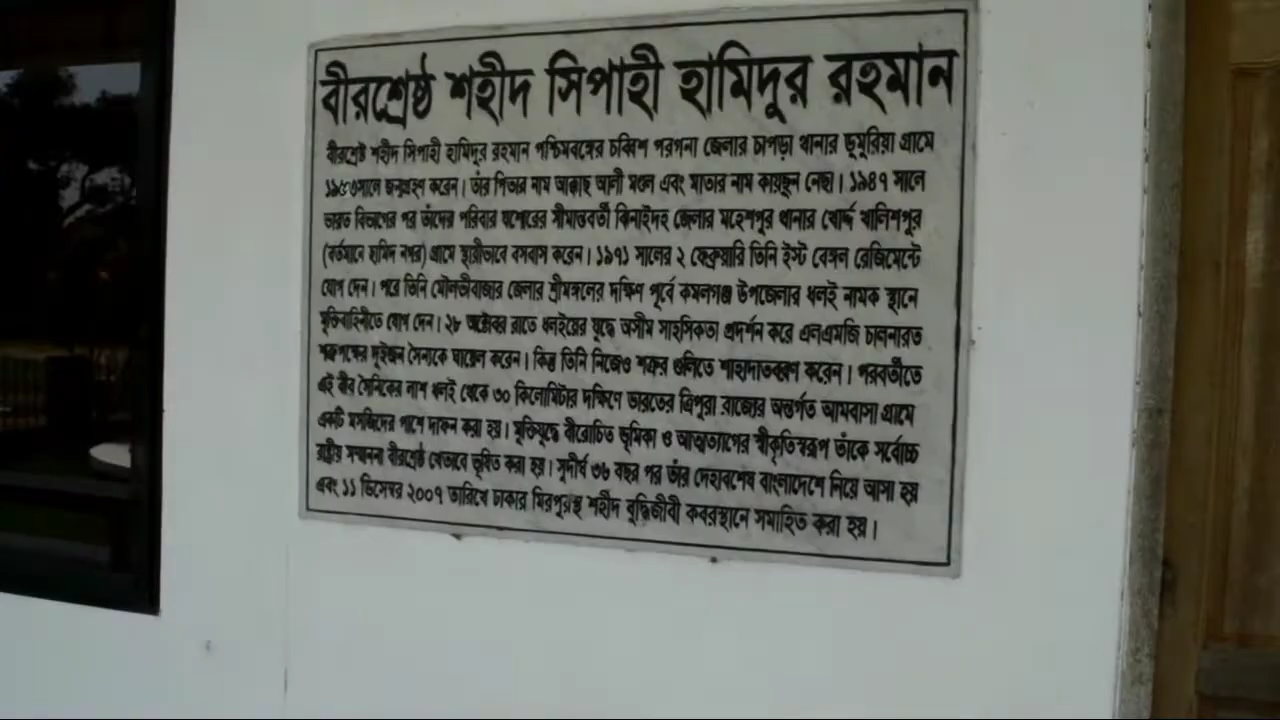 বীরশ্রেষ্ঠ শহীদ সিপাহী হামিদুর রহমান
বীরশ্রেষ্ঠ শহীদ সিপাহী হামিদুর রহমান পশ্চিমবঙ্গের চব্বিশ পরগনা জেলার চাপড়া থানার ডুমুরিয়া গ্রামে
১৯৫৩সালে জন্মগ্রহণ করেন। তাঁর পিতার নাম আক্কাছ আলী মণ্ডল এবং মাতার নাম কায়ছুন নেছা। ১৯৪৭ সালে
ভারত বিভাগের পর তাঁদের পরিবার যশোরের সীমান্তবর্তী ঝিনাইদহ জেলার মহেশপুর থানার খোর্দ্দ খালিশপুর
(বর্তমানে হামিদ নগর) গ্রামে স্থায়ীভাবে বসবাস করেন। ১৯৭১ সালের ২ ফেব্রুয়ারি তিনি ইস্ট বেঙ্গল রেজিমেন্টে
যোগ দেন। পরে তিনি মৌলভীবাজার জেলার শ্রীমঙ্গলের দক্ষিণ পূর্বে কমলগঞ্জ উপজেলার ধলই নামক স্থানে
মুক্তিবাহিনীতে যোগ দেন। ২৮ অক্টোবর রাতে ধলইয়ের যুদ্ধে অসীম সাহসিকতা প্রদর্শন করে এলএমজি চালনারত
শত্রুপক্ষের দুইজন সৈন্যকে ঘায়েল করেন। কিন্তু তিনি নিজেও শত্রুর গুলিতে শাহাদাতবরণ করেন। পরবর্তীতে
এই বীর সৈনিকের লাশ ধলই থেকে ৩০ কিলোমিটার দক্ষিণে ভারতের ত্রিপুরা রাজ্যের অন্তর্গত আমবাসা গ্রামে
একটি মসজিদের পাশে দাফন করা হয়। মুক্তিযুদ্ধে বীরোচিত ভূমিকা ও আত্মত্যাগের স্বীকৃতিস্বরূপ তাঁকে সর্বোচ্চ
রাষ্ট্রীয় সম্মাননা বীরশ্রেষ্ঠ খেতাবে ভূষিত করা হয়। সুদীর্ঘ ৩৬ বছর পর তাঁর দেহাবশেষ বাংলাদেশে নিয়ে আসা হয়
এবং ১১ ডিসেম্বর ২০০৭ তারিখে ঢাকার মিরপুরস্থ শহীদ বুদ্ধিজীবী কবরস্থানে সমাহিত করা হয়।